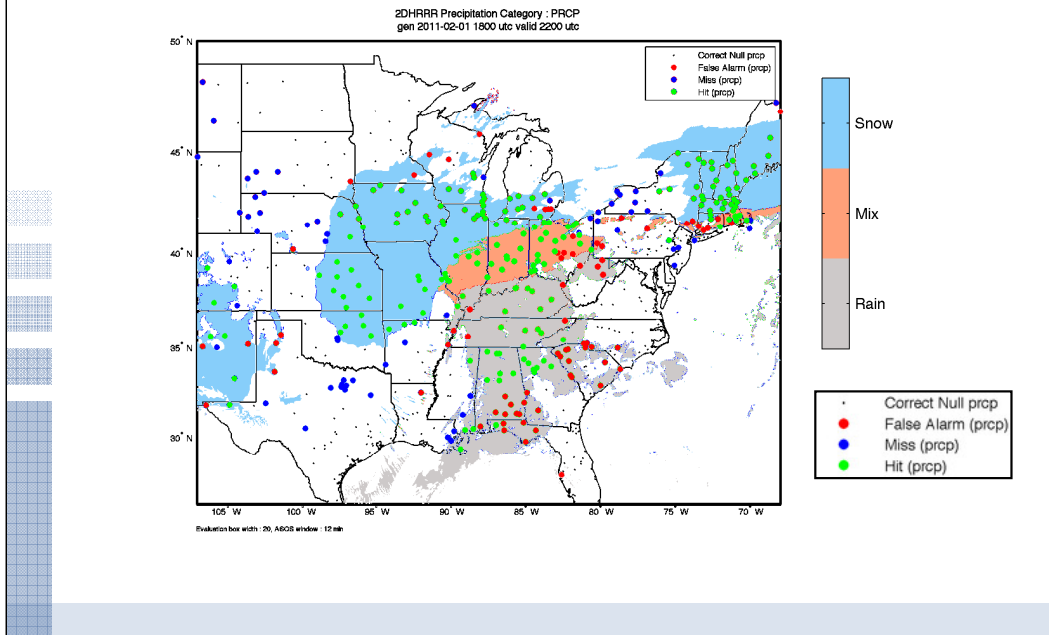 2DHRRR Precipitation Category : PRCP
gen 2011-02-01 1800 utc valid 2200 utc
50° N
45° N
40° N
35° N
30° N
Correct Null prcp
False Alarm (prcp)
Miss (prcp)
Hit (prcp)
105° W
100° W
95° W
90° W
85° W
80° W
75° W
70° W
Evaluation box width : 20, ASOS window : 12 min
Snow
Mix
Rain
Correct Null prcp
False Alarm (prcp)
Miss (prcp)
Hit (prcp)